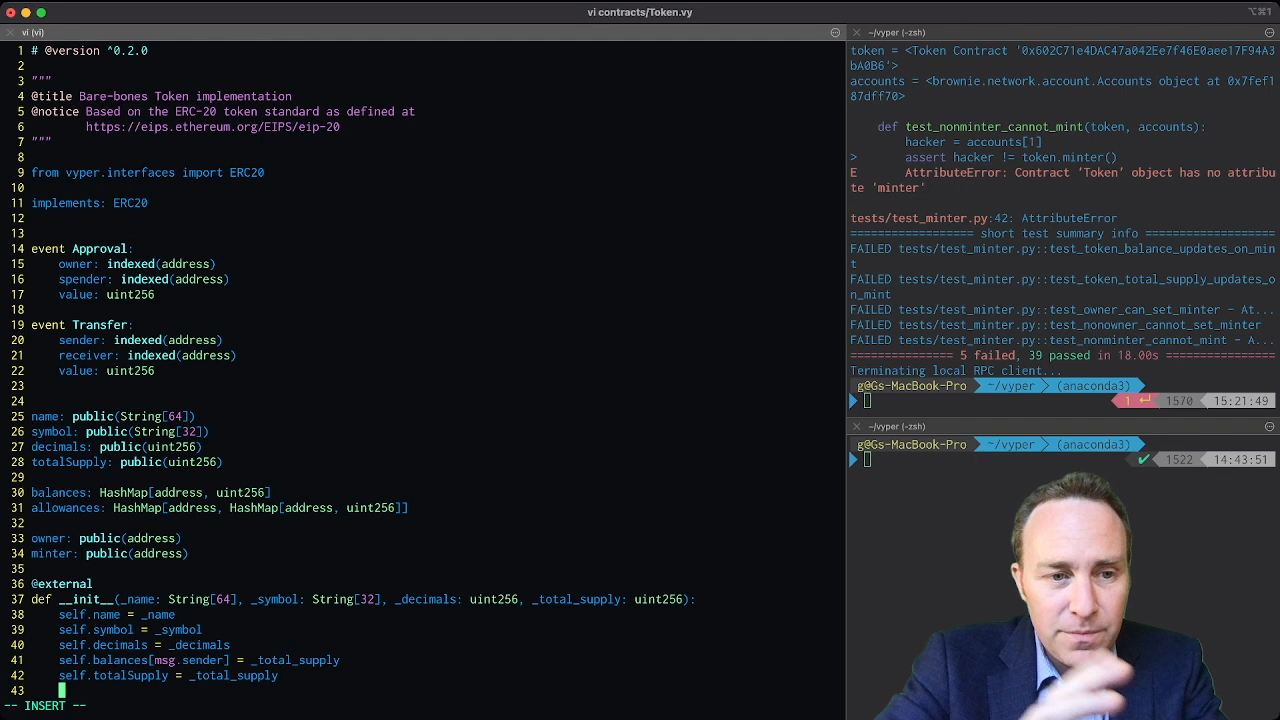 vi contracts/Token.vy
⌥⌘1
vi (vi)
1 # @version ^0.2.0
2
3 """
4 @title Bare-bones Token implementation
5 @notice Based on the ERC-20 token standard as defined at
6         https://eips.ethereum.org/EIPS/eip-20
7 """
8
9 from vyper.interfaces import ERC20
10
11 implements: ERC20
12
13
14 event Approval:
15     owner: indexed(address)
16     spender: indexed(address)
17     value: uint256
18
19 event Transfer:
20     sender: indexed(address)
21     receiver: indexed(address)
22     value: uint256
23
24
25 name: public(String[64])
26 symbol: public(String[32])
27 decimals: public(uint256)
28 totalSupply: public(uint256)
29
30 balances: HashMap[address, uint256]
31 allowances: HashMap[address, HashMap[address, uint256]]
32
33 owner: public(address)
34 minter: public(address)
35
36 @external
37 def __init__(_name: String[64], _symbol: String[32], _decimals: uint256, _total_supply: uint256):
38     self.name = _name
39     self.symbol = _symbol
40     self.decimals = _decimals
41     self.balances[msg.sender] = _total_supply
42     self.totalSupply = _total_supply
43
-- INSERT --
~/vyper (-zsh)
token = <Token Contract '0x602C71e4DAC47a042Ee7f46E0aee17F94A3
bA0B6'>
accounts = <brownie.network.account.Accounts object at 0x7fef1
87dff70>
    def test_nonminter_cannot_mint(token, accounts):
        hacker = accounts[1]
>       assert hacker != token.minter()
E       AttributeError: Contract 'Token' object has no attribu
te 'minter'
tests/test_minter.py:42: AttributeError
================= short test summary info ==================
FAILED tests/test_minter.py::test_token_balance_updates_on_min
t
FAILED tests/test_minter.py::test_token_total_supply_updates_o
n_mint
FAILED tests/test_minter.py::test_owner_can_set_minter - At...
FAILED tests/test_minter.py::test_nonowner_cannot_set_minter
FAILED tests/test_minter.py::test_nonminter_cannot_mint - A...
=============== 5 failed, 39 passed in 18.00s ================
Terminating local RPC client...
g@Gs-MacBook-Pro ~/vyper (anaconda3)
1 ↵ 1570 15:21:49
~/vyper (-zsh)
g@Gs-MacBook-Pro ~/vyper (anaconda3)
✔ 1522 14:43:51